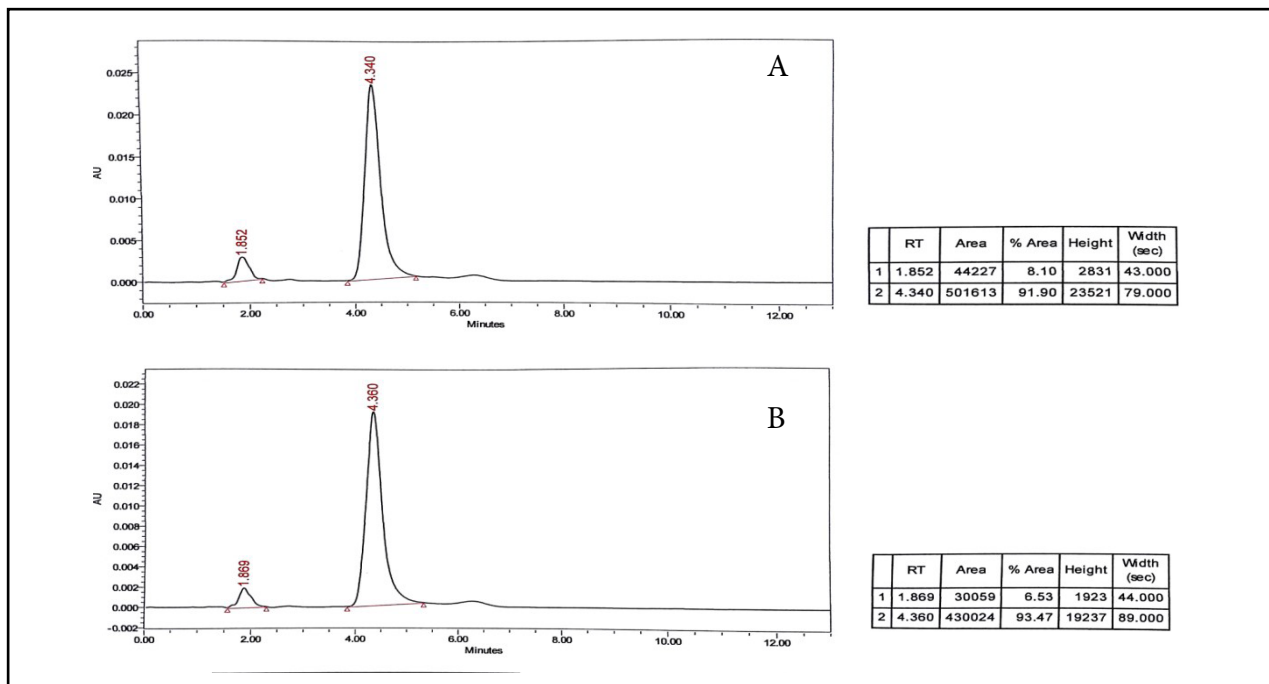 A
4.340
1.852
AU
0.025
0.020
0.015
0.010
0.005
0.000
0.00 2.00 4.00 6.00 8.00 10.00 12.00
Minutes
RT Area % Area Height Width (sec)
1 1.852 44227 8.10 2831 43.000
2 4.340 501613 91.90 23521 79.000
B
4.360
1.869
AU
0.022
0.020
0.018
0.016
0.014
0.012
0.010
0.008
0.006
0.004
0.002
0.000
-0.002
0.00 2.00 4.00 6.00 8.00 10.00 12.00
Minutes
RT Area % Area Height Width (sec)
1 1.869 30059 6.53 1923 44.000
2 4.360 430024 93.47 19237 89.000